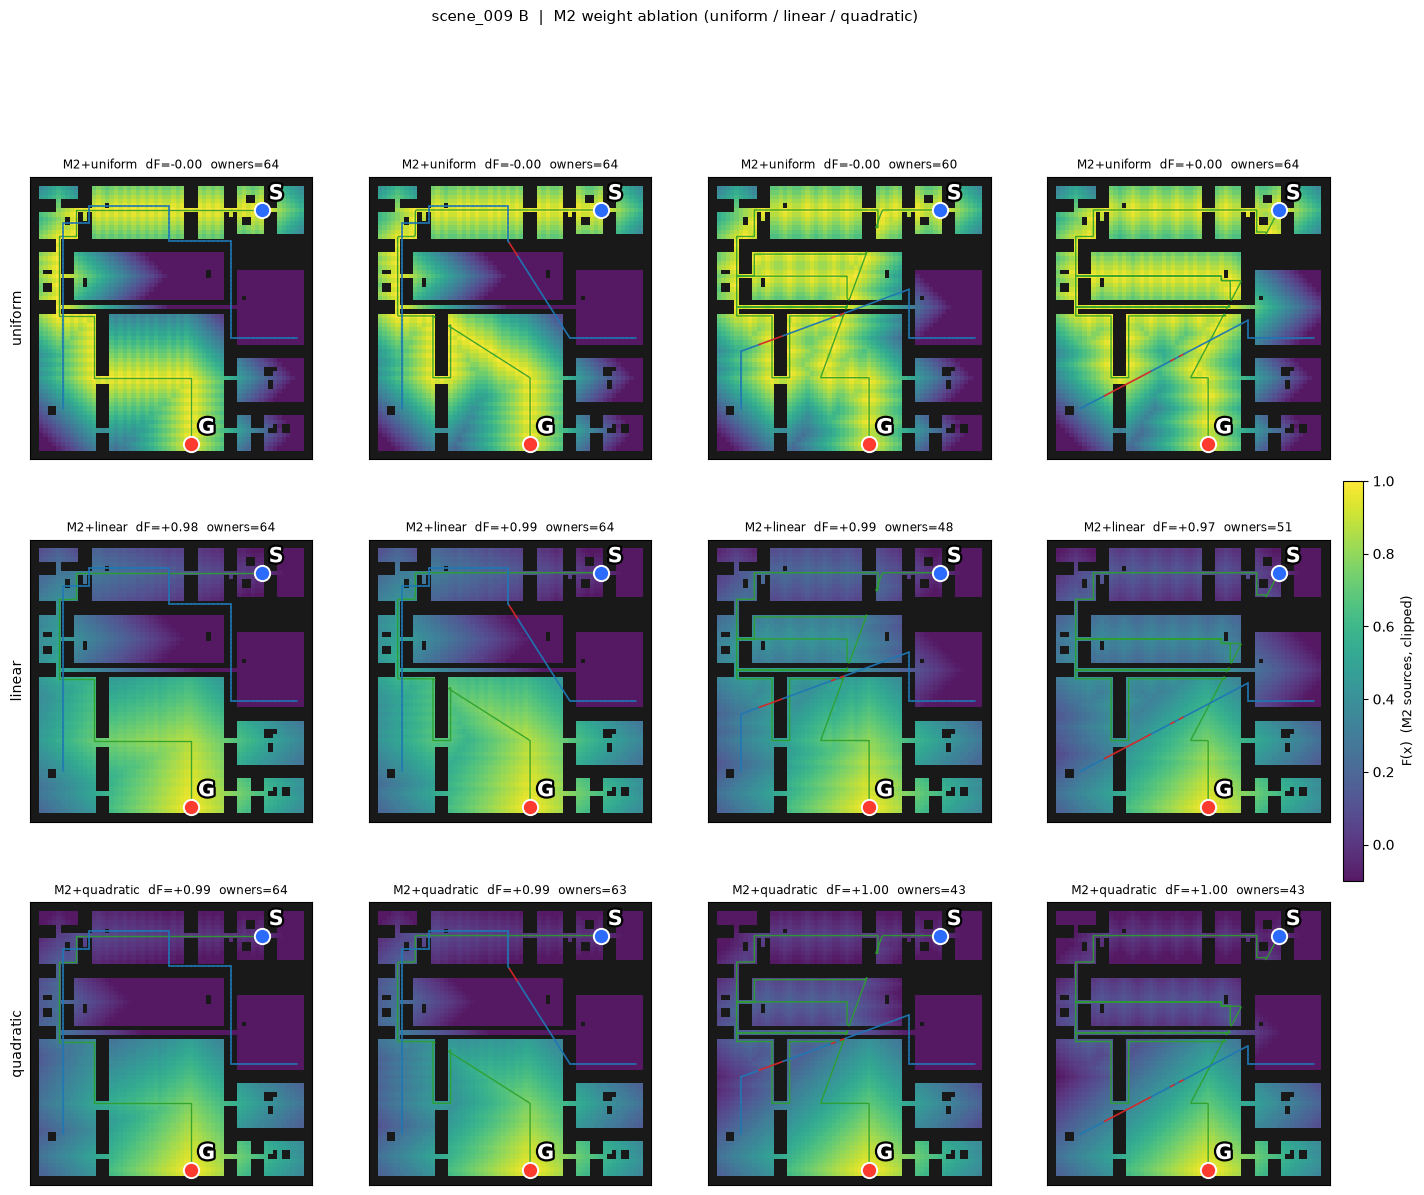 scene_009 B | M2 weight ablation (uniform / linear / quadratic)
M2+uniform dF=-0.00 owners=64
M2+uniform dF=-0.00 owners=64
M2+uniform dF=-0.00 owners=60
M2+uniform dF=+0.00 owners=64
uniform
S
G
S
G
S
G
S
G
M2+linear dF=+0.98 owners=64
M2+linear dF=+0.99 owners=64
M2+linear dF=+0.99 owners=48
M2+linear dF=+0.97 owners=51
linear
S
G
S
G
S
G
S
G
M2+quadratic dF=+0.99 owners=64
M2+quadratic dF=+0.99 owners=63
M2+quadratic dF=+1.00 owners=43
M2+quadratic dF=+1.00 owners=43
quadratic
S
G
S
G
S
G
S
G
1.0
0.8
0.6
0.4
0.2
0.0
F(x) (M2 sources, clipped)